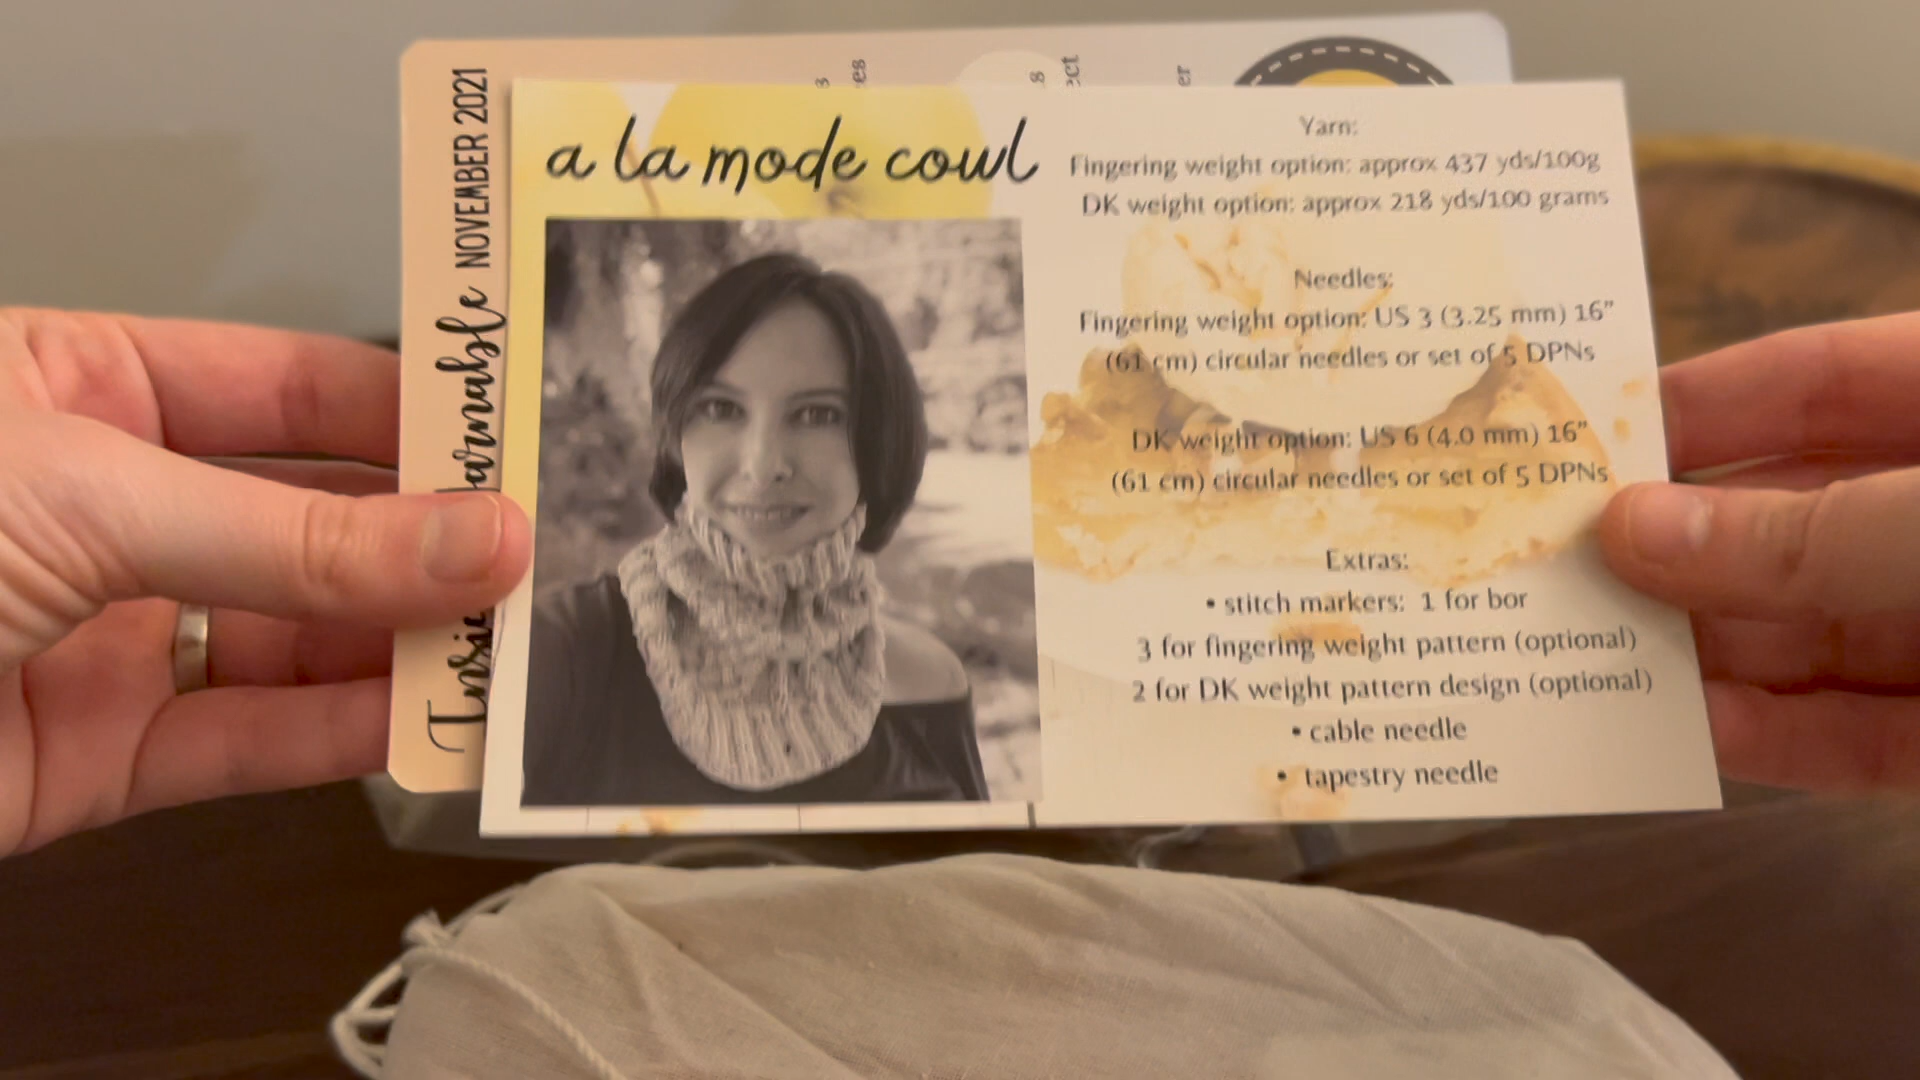 a la mode cowl
Yarn:
Fingering weight option: approx 437 yds/100g
DK weight option: approx 218 yds/100 grams
Needles:
Fingering weight option: US 3 (3.25 mm) 16”
(61 cm) circular needles or set of 5 DPNs
DK weight option: US 6 (4.0 mm) 16”
(61 cm) circular needles or set of 5 DPNs
Extras:
• stitch markers: 1 for bor
3 for fingering weight pattern (optional)
2 for DK weight pattern design (optional)
• cable needle
• tapestry needle
NOVEMBER 2021